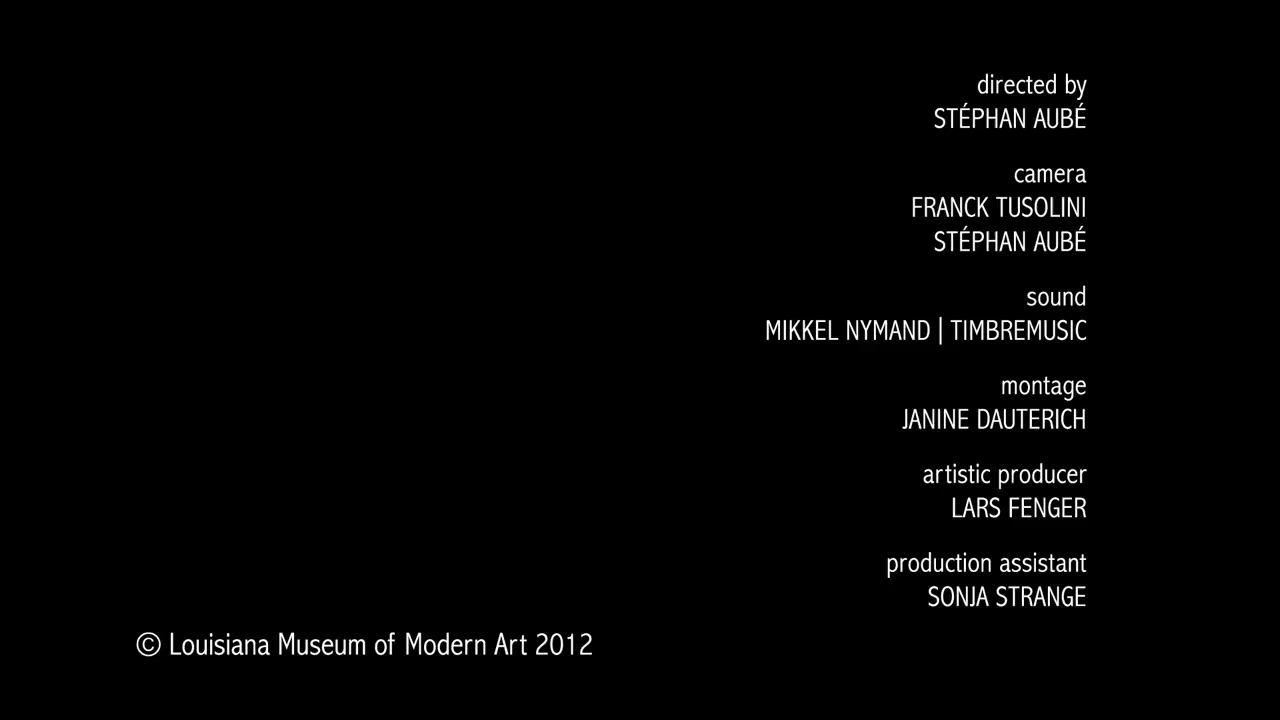 directed by
STÉPHAN AUBÉ
camera
FRANCK TUSOLINI
STÉPHAN AUBÉ
sound
MIKKEL NYMAND | TIMBREMUSIC
montage
JANINE DAUTERICH
artistic producer
LARS FENGER
production assistant
SONJA STRANGE
© Louisiana Museum of Modern Art 2012